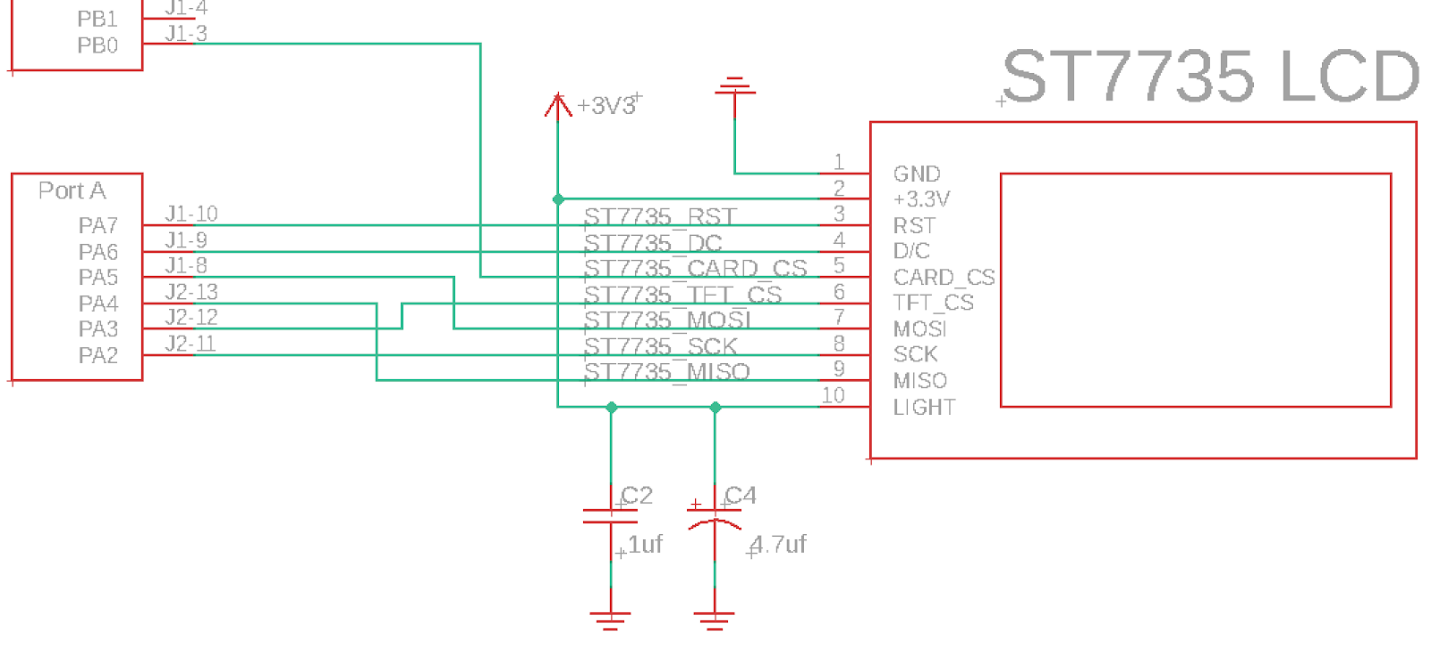 PB1 J1-4
PB0 J1-3
ST7735 LCD
+3V3
Port A
PA7 J1-10
PA6 J1-9
PA5 J1-8
PA4 J2-13
PA3 J2-12
PA2 J2-11
ST7735_RST
ST7735_DC
ST7735_CARD_CS
ST7735_TFT_CS
ST7735_MOSI
ST7735_SCK
ST7735_MISO
1 GND
2 +3.3V
3 RST
4 D/C
5 CARD_CS
6 TFT_CS
7 MOSI
8 SCK
9 MISO
10 LIGHT
C2
1uf
+
C4
4.7uf